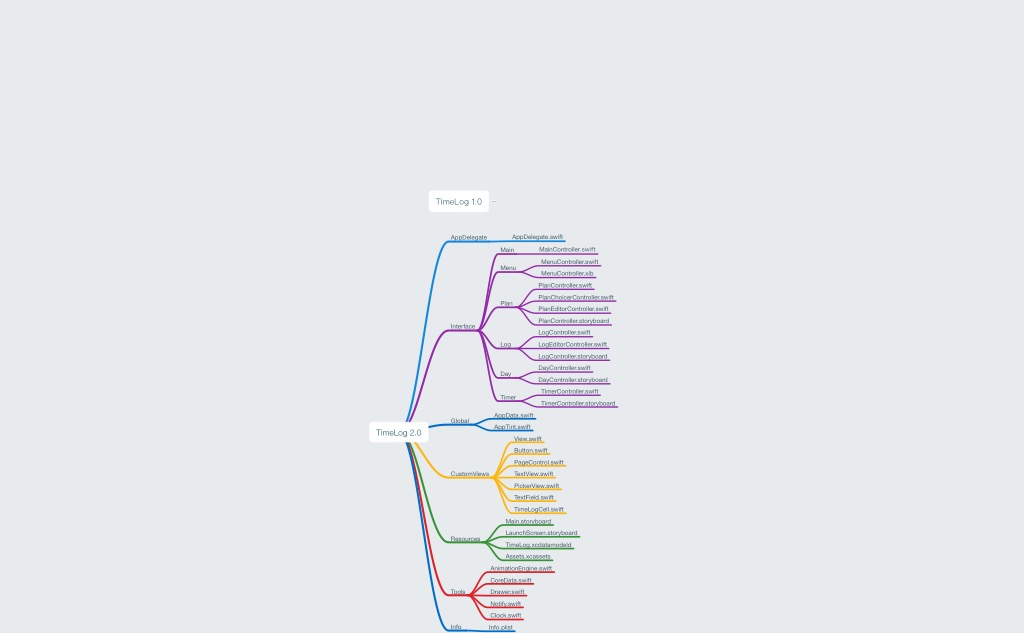 TimeLog 1.0
AppDelegate
AppDelegate.swift
Interface
Main
MainController.swift
Menu
MenuController.swift
MenuController.xib
Plan
PlanController.swift
PlanChoicerController.swift
PlanEditorController.swift
PlanController.storyboard
Log
LogController.swift
LogEditorController.swift
LogController.storyboard
Day
DayController.swift
DayController.storyboard
Timer
TimerController.swift
TimerController.storyboard
TimeLog 2.0
Global
AppData.swift
AppTint.swift
CustomViews
View.swift
Button.swift
PageControl.swift
TextView.swift
PickerView.swift
TextField.swift
TimeLogCell.swift
Resources
Main.storyboard
LaunchScreen.storyboard
TimeLog.xcdatamodeld
Assets.xcassets
Tools
AnimationEngine.swift
CoreData.swift
Drawer.swift
Notify.swift
Clock.swift
Info
Info.plist